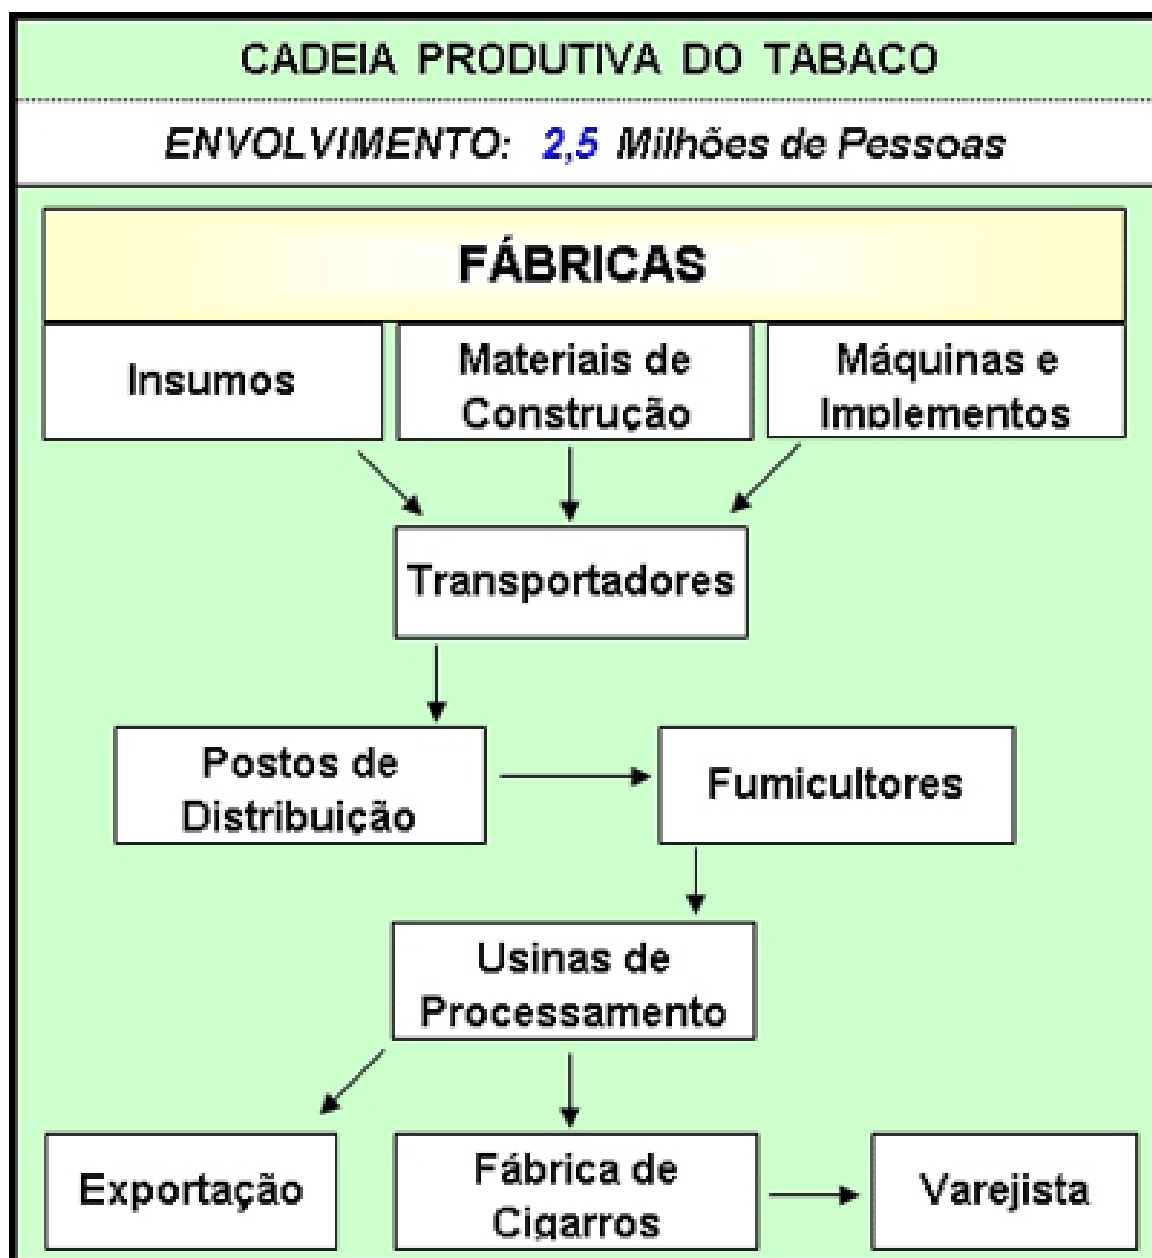 CADEIA PRODUTIVA DO TABACO
ENVOLVIMENTO: 2,5 Milhões de Pessoas
FÁBRICAS
Insumos
Materiais de
Construção
Máquinas e
Implementos
Transportadores
Postos de
Distribuição
Fumicultores
Usinas de
Processamento
Exportação
Fábrica de
Cigarros
Varejista